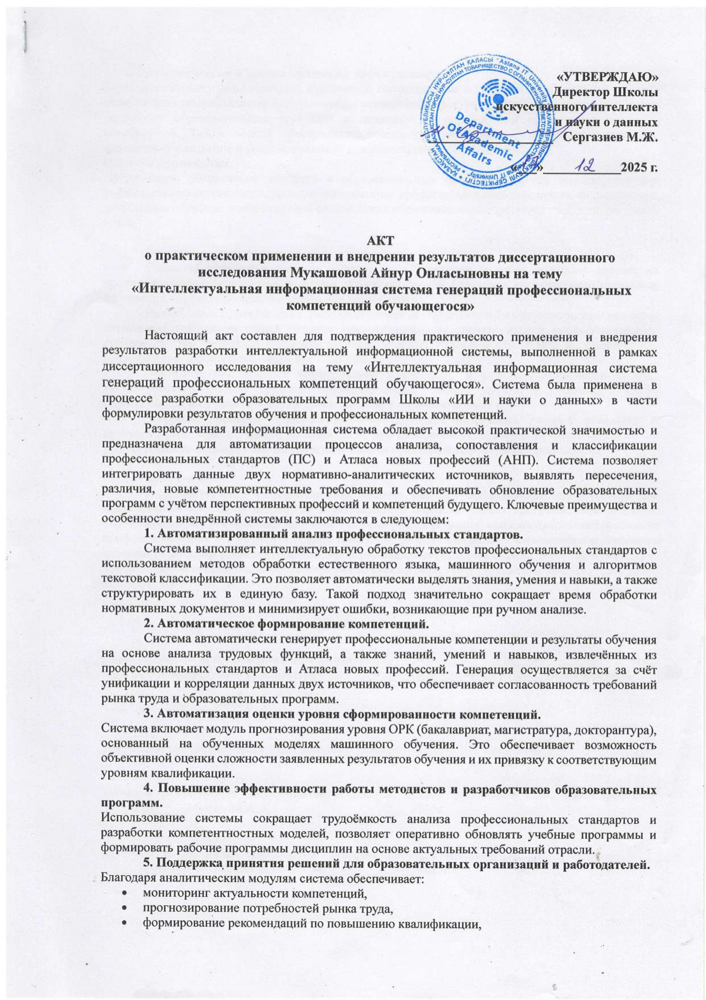 «УТВЕРЖДАЮ»
Директор Школы
искусственного интеллекта
и науки о данных
Сергазиев М.Ж.
«17» 12 2025 г.
Department
Of Academic
Affairs
АКТ
о практическом применении и внедрении результатов диссертационного
исследования Мукашовой Айнур Онласыновны на тему
«Интеллектуальная информационная система генераций профессиональных
компетенций обучающегося»
Настоящий акт составлен для подтверждения практического применения и внедрения
результатов разработки интеллектуальной информационной системы, выполненной в рамках
диссертационного исследования на тему «Интеллектуальная информационная система
генераций профессиональных компетенций обучающегося». Система была применена в
процессе разработки образовательных программ Школы «ИИ и науки о данных» в части
формулировки результатов обучения и профессиональных компетенций.
Разработанная информационная система обладает высокой практической значимостью и
предназначена для автоматизации процессов анализа, сопоставления и классификации
профессиональных стандартов (ПС) и Атласа новых профессий (АНП). Система позволяет
интегрировать данные двух нормативно-аналитических источников, выявлять пересечения,
различия, новые компетентностные требования и обеспечивать обновление образовательных
программ с учётом перспективных профессий и компетенций будущего. Ключевые преимущества и
особенности внедрённой системы заключаются в следующем:
1. Автоматизированный анализ профессиональных стандартов.
Система выполняет интеллектуальную обработку текстов профессиональных стандартов с
использованием методов обработки естественного языка, машинного обучения и алгоритмов
текстовой классификации. Это позволяет автоматически выделять знания, умения и навыки, а также
структурировать их в единую базу. Такой подход значительно сокращает время обработки
нормативных документов и минимизирует ошибки, возникающие при ручном анализе.
2. Автоматическое формирование компетенций.
Система автоматически генерирует профессиональные компетенции и результаты обучения
на основе анализа трудовых функций, а также знаний, умений и навыков, извлечённых из
профессиональных стандартов и Атласа новых профессий. Генерация осуществляется за счёт
унификации и корреляции данных двух источников, что обеспечивает согласованность требований
рынка труда и образовательных программ.
3. Автоматизация оценки уровня сформированности компетенций.
Система включает модуль прогнозирования уровня ОРК (бакалавриат, магистратура, докторантура),
основанный на обученных моделях машинного обучения. Это обеспечивает возможность
объективной оценки сложности заявленных результатов обучения и их привязку к соответствующим
уровням квалификации.
4. Повышение эффективности работы методистов и разработчиков образовательных
программ.
Использование системы сокращает трудоёмкость анализа профессиональных стандартов и
разработки компетентностных моделей, позволяет оперативно обновлять учебные программы и
формировать рабочие программы дисциплин на основе актуальных требований отрасли.
5. Поддержка принятия решений для образовательных организаций и работодателей.
Благодаря аналитическим модулям система обеспечивает:
• мониторинг актуальности компетенций,
• прогнозирование потребностей рынка труда,
• формирование рекомендаций по повышению квалификации,